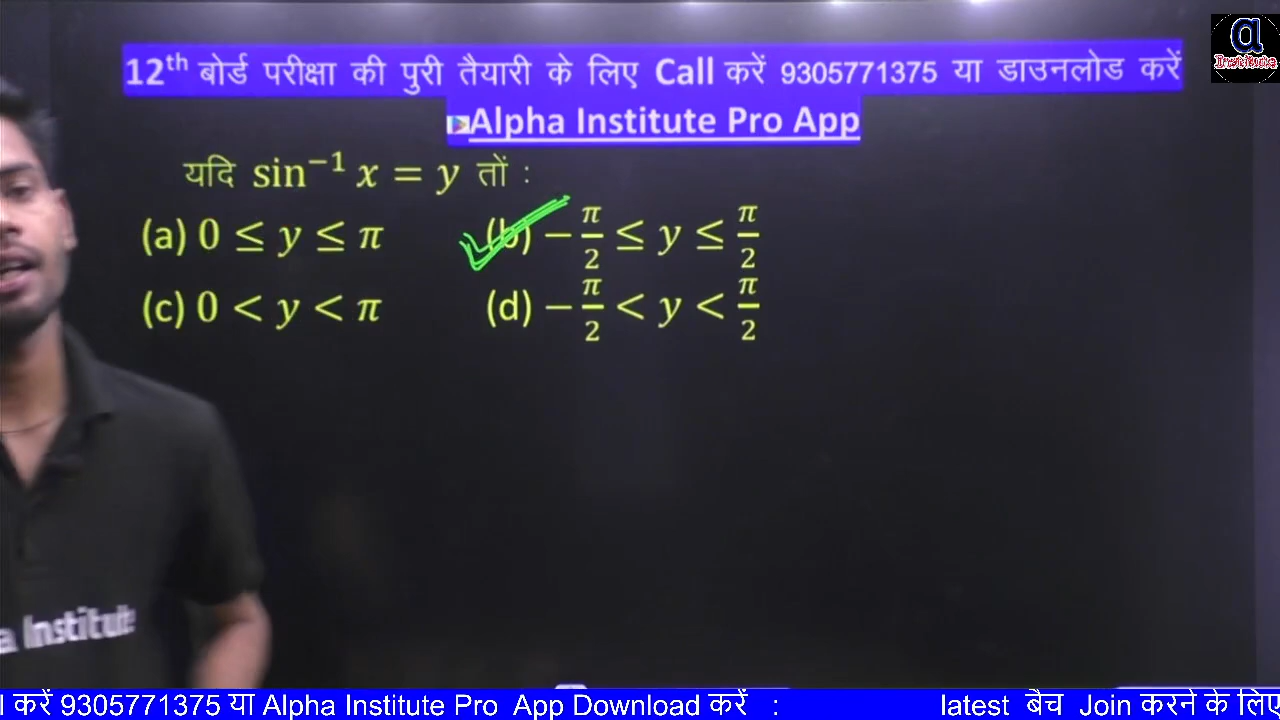 α
Institute
12th बोर्ड परीक्षा की पुरी तैयारी के लिए Call करें 9305771375 या डाउनलोड करें
Alpha Institute Pro App
यदि sin⁻¹ x = y तों :
(a) 0 ≤ y ≤ π (b) −π/2 ≤ y ≤ π/2
(c) 0 < y < π (d) −π/2 < y < π/2
a Institute
करें 9305771375 या Alpha Institute Pro App Download करें : latest बैच Join करने के लिए